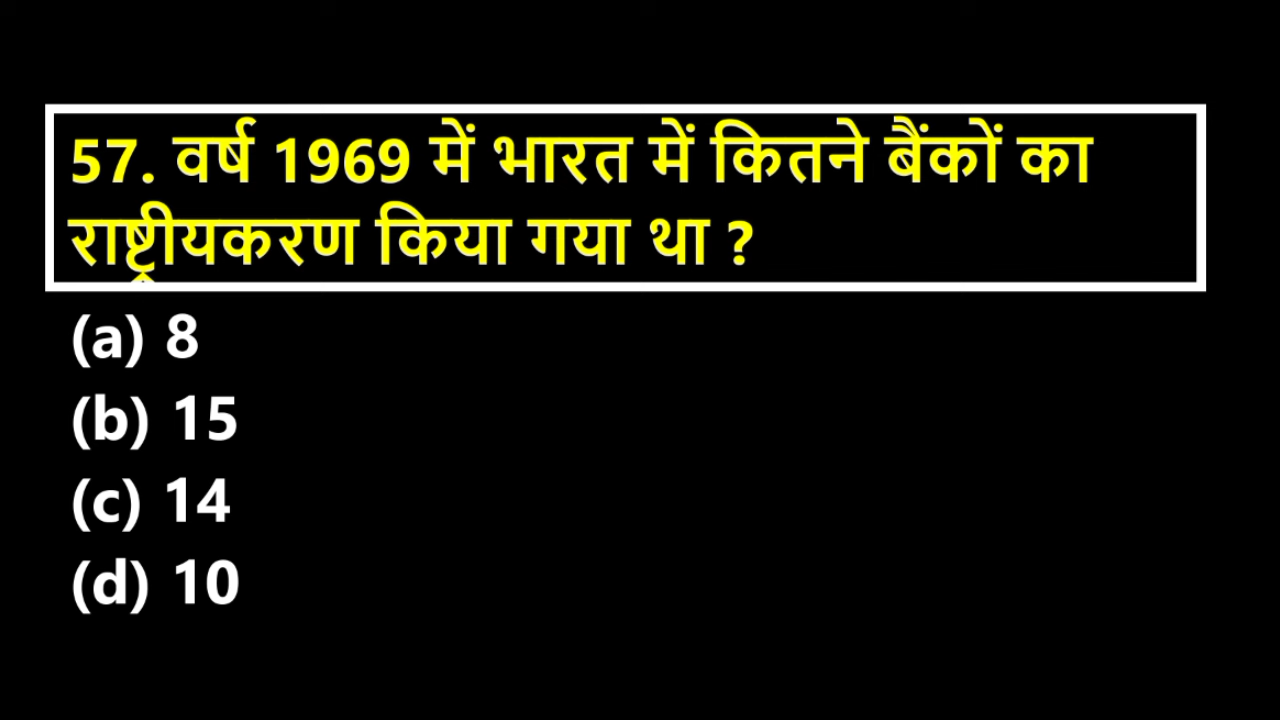 57. वर्ष 1969 में भारत में कितने बैंकों का
राष्ट्रीयकरण किया गया था ?
(a) 8
(b) 15
(c) 14
(d) 10